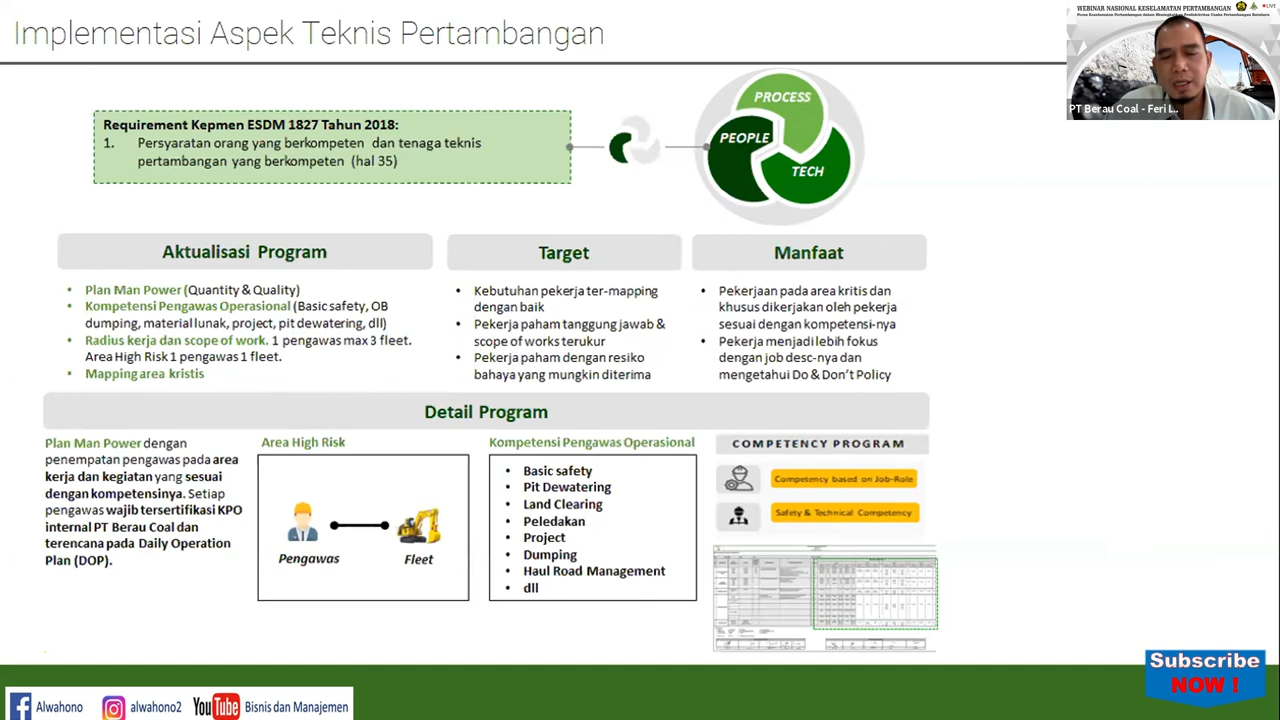 Implementasi Aspek Teknis Pertambangan
WEBINAR NASIONAL KESELAMATAN PERTAMBANGAN
LIVE
PT Berau Coal - Feri I...
Requirement Kepmen ESDM 1827 Tahun 2018:
1. Persyaratan orang yang berkompeten dan tenaga teknis
pertambangan yang berkompeten (hal 35)
PROCESS
PEOPLE
TECH
Aktualisasi Program
• Plan Man Power (Quantity & Quality)
• Kompetensi Pengawas Operasional (Basic safety, OB
dumping, material lunak, project, pit dewatering, dll)
• Radius kerja dan scope of work. 1 pengawas max 3 fleet.
Area High Risk 1 pengawas 1 fleet.
• Mapping area kristis
Target
• Kebutuhan pekerja ter-mapping
dengan baik
• Pekerja paham tanggung jawab &
scope of works terukur
• Pekerja paham dengan resiko
bahaya yang mungkin diterima
Manfaat
• Pekerjaan pada area kritis dan
khusus dikerjakan oleh pekerja
sesuai dengan kompetensi-nya
• Pekerja menjadi lebih fokus
dengan job desc-nya dan
mengetahui Do & Don't Policy
Detail Program
Plan Man Power dengan
penempatan pengawas pada area
kerja dan kegiatan yang sesuai
dengan kompetensinya. Setiap
pengawas wajib tersertifikasi KPO
internal PT Berau Coal dan
terencana pada Daily Operation
Plan (DOP).
Area High Risk
Pengawas
Fleet
Kompetensi Pengawas Operasional
• Basic safety
• Pit Dewatering
• Land Clearing
• Peledakan
• Project
• Dumping
• Haul Road Management
• dll
COMPETENCY PROGRAM
Competency based on Job-Role
Safety & Technical Competency
Subscribe
NOW !
Alwahono
alwahono2
YouTube
Bisnis dan Manajemen